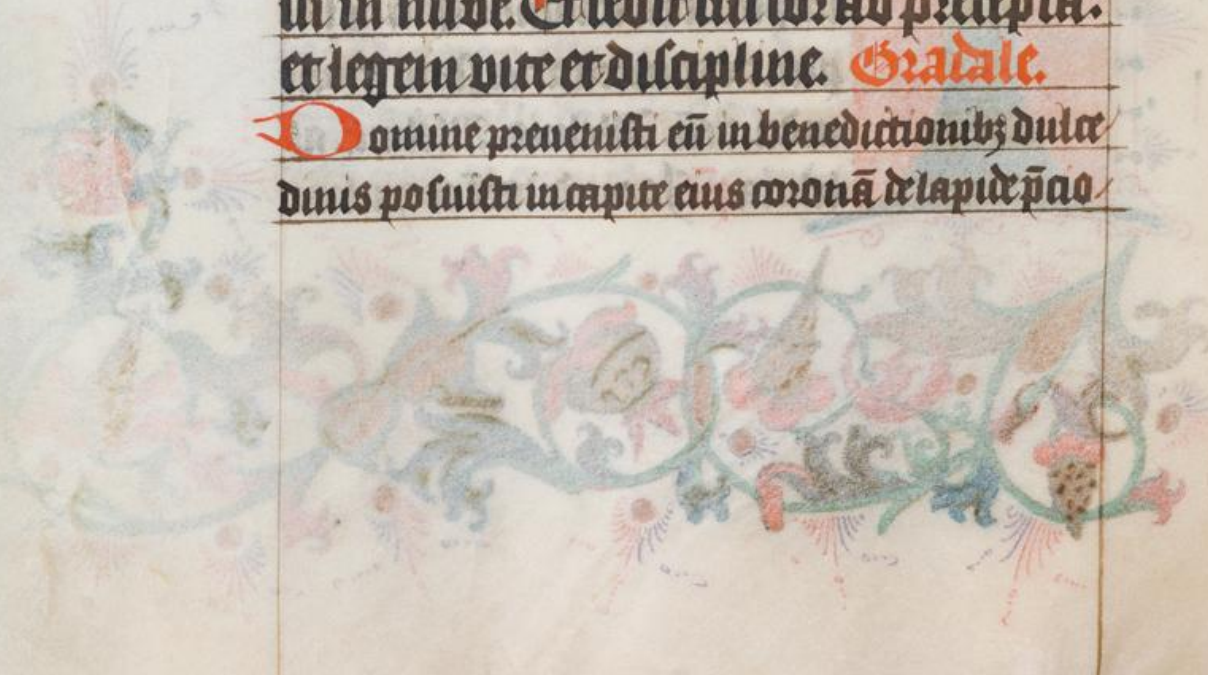 et legem vite et discipline. Gradale.
Domine prevenisti eū in benedictionibꝫ dulce
dinis posuisti in capite eius coronā de lapide p̄cio